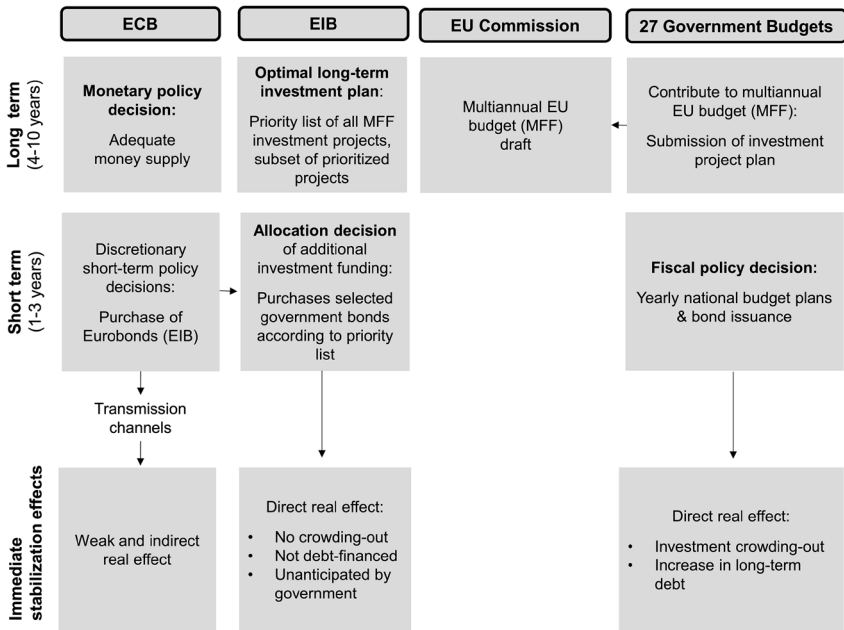 ECB
EIB
EU Commission
27 Government Budgets
Long term
(4-10 years)
Monetary policy
decision:
Adequate
money supply
Optimal long-term
investment plan:
Priority list of all MFF
investment projects,
subset of prioritized
projects
Multiannual EU
budget (MFF)
draft
Contribute to multiannual
EU budget (MFF):
Submission of investment
project plan
Short term
(1-3 years)
Discretionary
short-term policy
decisions:
Purchase of
Eurobonds (EIB)
Allocation decision
of additional
investment funding:
Purchases selected
government bonds
according to priority
list
Fiscal policy decision:
Yearly national budget plans
& bond issuance
Transmission
channels
Immediate
stabilization effects
Weak and indirect
real effect
Direct real effect:
• No crowding-out
• Not debt-financed
• Unanticipated by
government
Direct real effect:
• Investment crowding-out
• Increase in long-term
debt